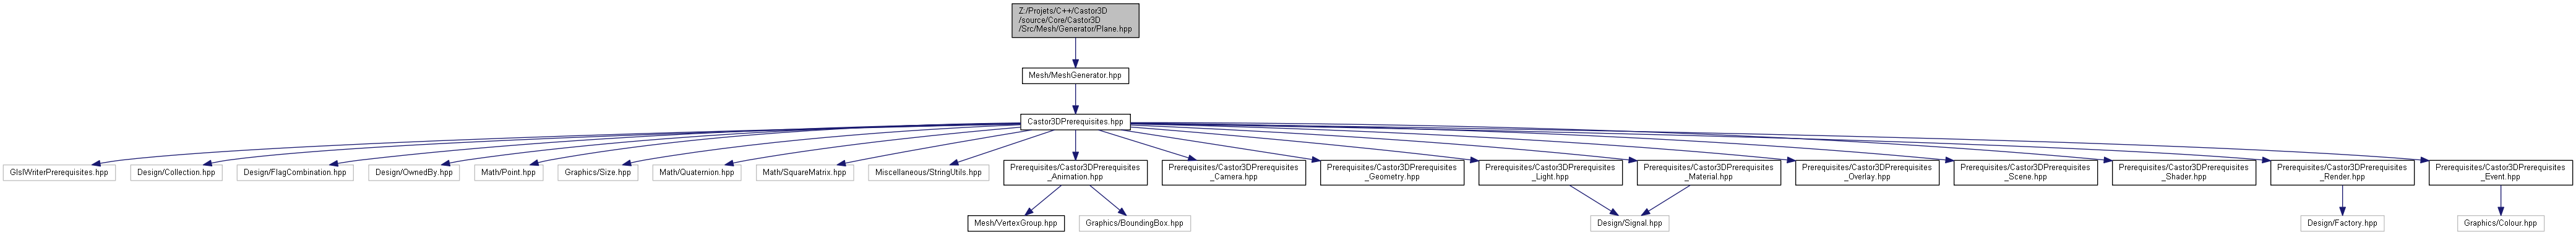 Z:/Projets/C++/Castor3D
/source/Core/Castor3D
/Src/Mesh/Generator/Plane.hpp
Mesh/MeshGenerator.hpp
Castor3DPrerequisites.hpp
GlslWriterPrerequisites.hpp
Design/Collection.hpp
Design/FlagCombination.hpp
Design/OwnedBy.hpp
Math/Point.hpp
Graphics/Size.hpp
Math/Quaternion.hpp
Math/SquareMatrix.hpp
Miscellaneous/StringUtils.hpp
Prerequisites/Castor3DPrerequisites
_Animation.hpp
Prerequisites/Castor3DPrerequisites
_Camera.hpp
Prerequisites/Castor3DPrerequisites
_Geometry.hpp
Prerequisites/Castor3DPrerequisites
_Light.hpp
Prerequisites/Castor3DPrerequisites
_Material.hpp
Prerequisites/Castor3DPrerequisites
_Overlay.hpp
Prerequisites/Castor3DPrerequisites
_Scene.hpp
Prerequisites/Castor3DPrerequisites
_Shader.hpp
Prerequisites/Castor3DPrerequisites
_Render.hpp
Prerequisites/Castor3DPrerequisites
_Event.hpp
Mesh/VertexGroup.hpp
Graphics/BoundingBox.hpp
Design/Signal.hpp
Design/Factory.hpp
Graphics/Colour.hpp